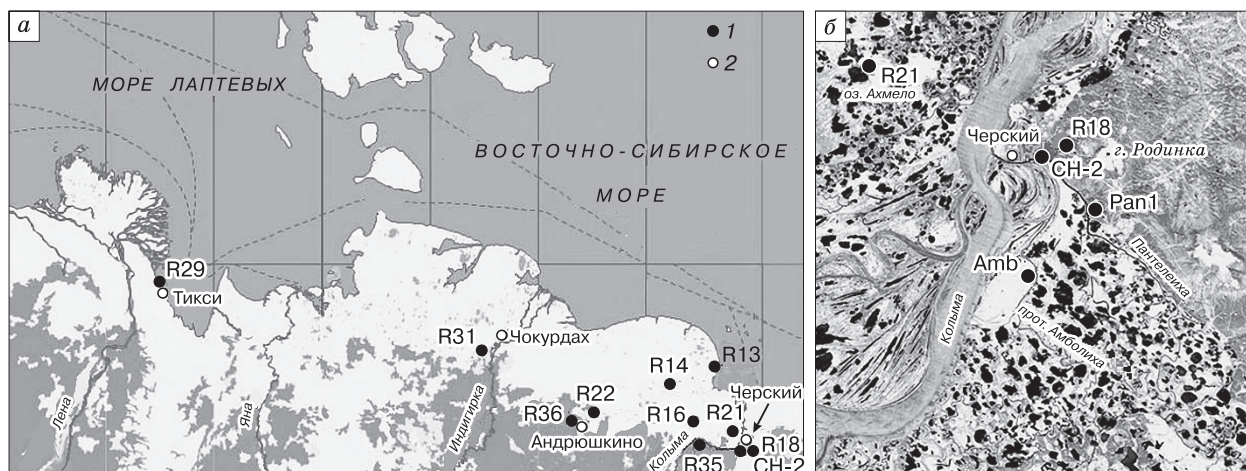 а
1
2
МОРЕ ЛАПТЕВЫХ
ВОСТОЧНО-СИБИРСКОЕ
МОРЕ
R29
Тикси
R31
Чокурдах
R13
R14
Черский
R22
R36
R16
R21
Андрюшкино
R18
R35
CH-2
Лена
Яна
Индигирка
Колыма
б
R21
оз. Ахмело
Черский
R18
г. Родинка
CH-2
Pan1
Пантелеиха
Amb
прот. Амболиха
Колыма